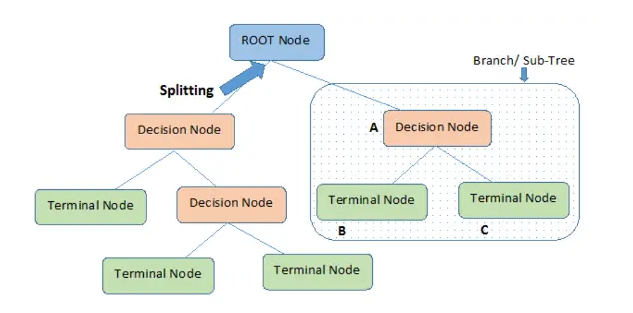 ROOT Node
Branch/ Sub-Tree
Splitting
Decision Node
A
Decision Node
Terminal Node
Decision Node
Terminal Node
Terminal Node
B
C
Terminal Node
Terminal Node